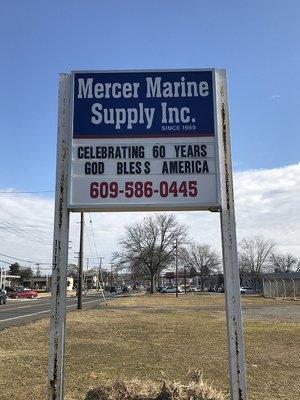 Mercer Marine
Supply Inc.
SINCE 1959
CELEBRATING 60 YEARS
GOD BLESS AMERICA
609-586-0445